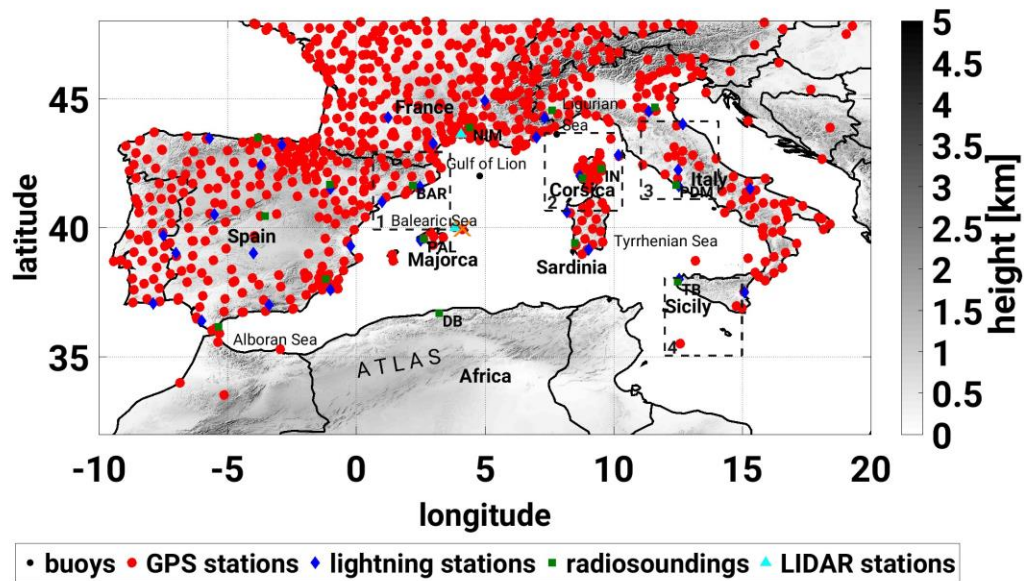 latitude
45
40
35
France
NIM
Ligurian
Sea
Gulf of Lion
BAR
1
Balearic Sea
Spain
PAL
Majorca
Corsica
2
Italy
3
PDM
Tyrrhenian Sea
Sardinia
TB
Sicily
4
Alboran Sea
DB
ATLAS
Africa
-10 -5 0 5 10 15 20
longitude
5
4.5
4
3.5
3
2.5
2
1.5
1
0.5
0
height [km]
buoys GPS stations lightning stations radiosoundings LIDAR stations